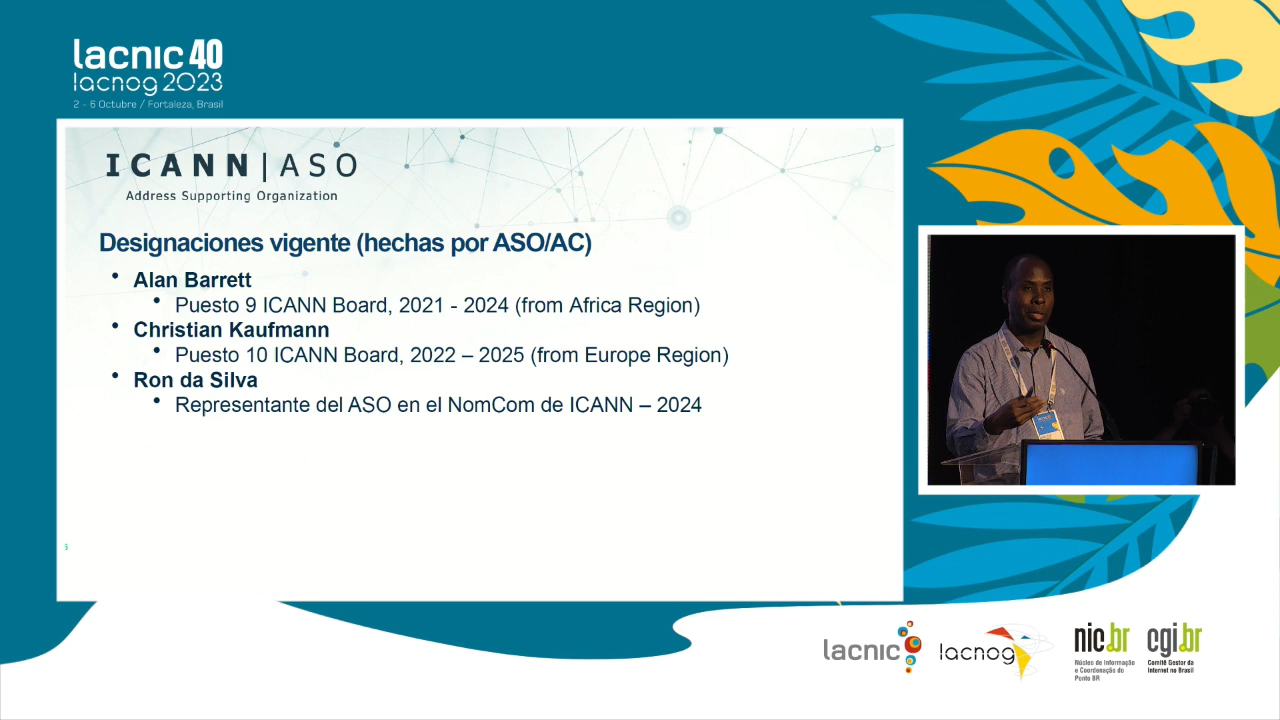 lacnic 40
lacnog 2023
2 - 6 Octubre / Fortaleza, Brasil
ICANN|ASO
Address Supporting Organization
Designaciones vigente (hechas por ASO/AC)
• Alan Barrett
• Puesto 9 ICANN Board, 2021 - 2024 (from Africa Region)
• Christian Kaufmann
• Puesto 10 ICANN Board, 2022 – 2025 (from Europe Region)
• Ron da Silva
• Representante del ASO en el NomCom de ICANN – 2024
lacnic
lacnog
nic.br
Núcleo de Informação
e Coordenação do
Ponto BR
cgi.br
Comitê Gestor da
Internet no Brasil